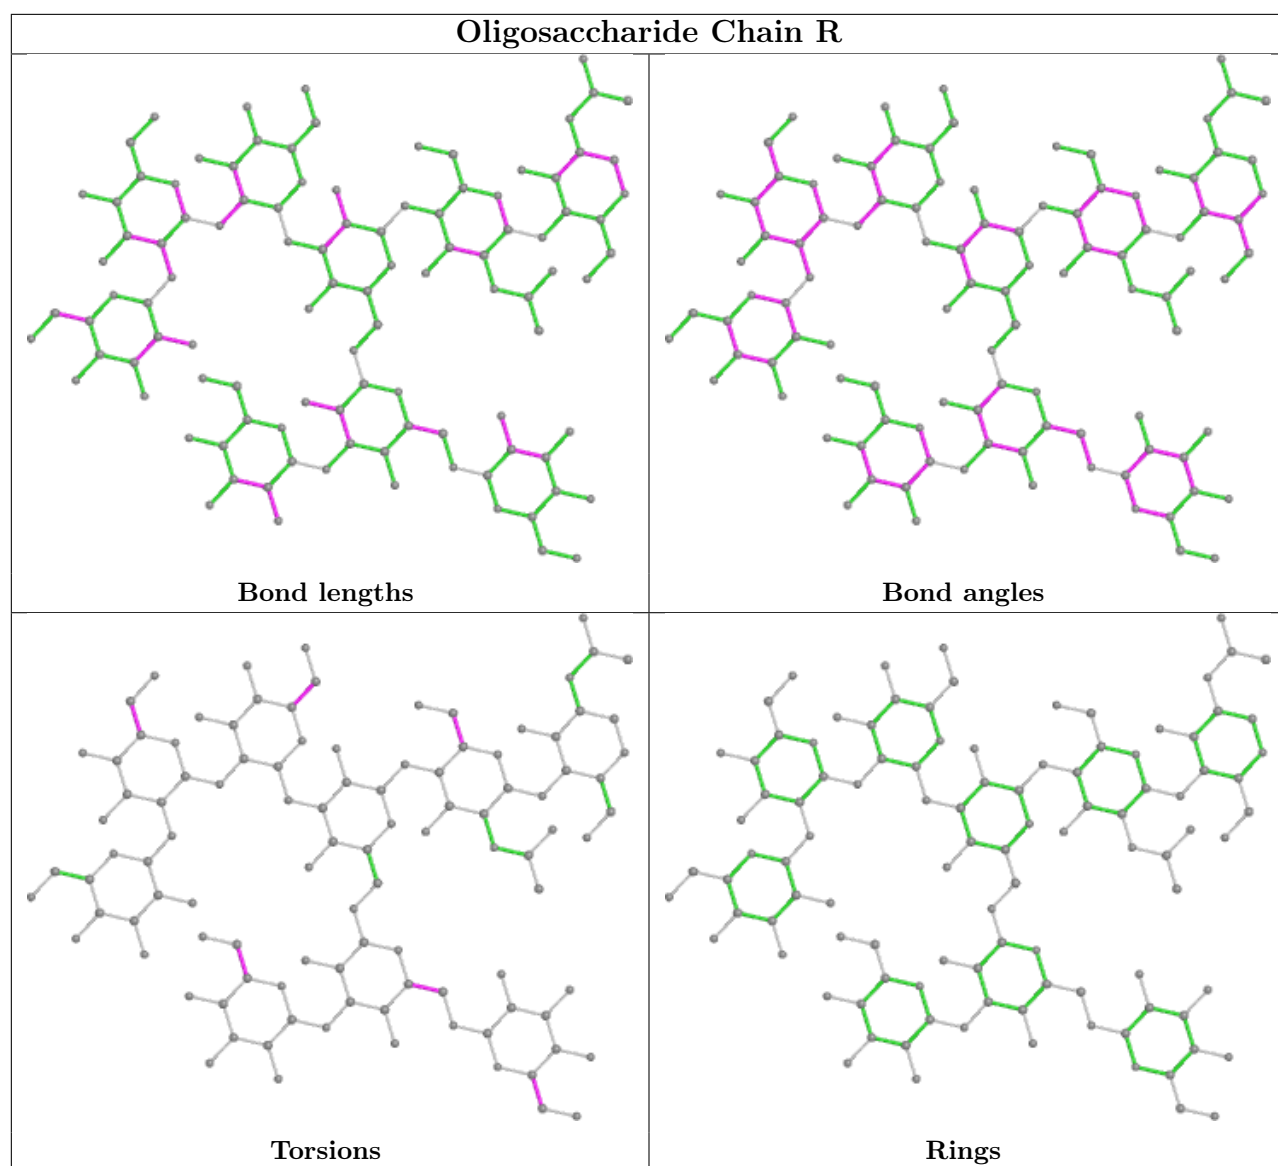 Oligosaccharide Chain R
Bond lengths
Bond angles
Torsions
Rings